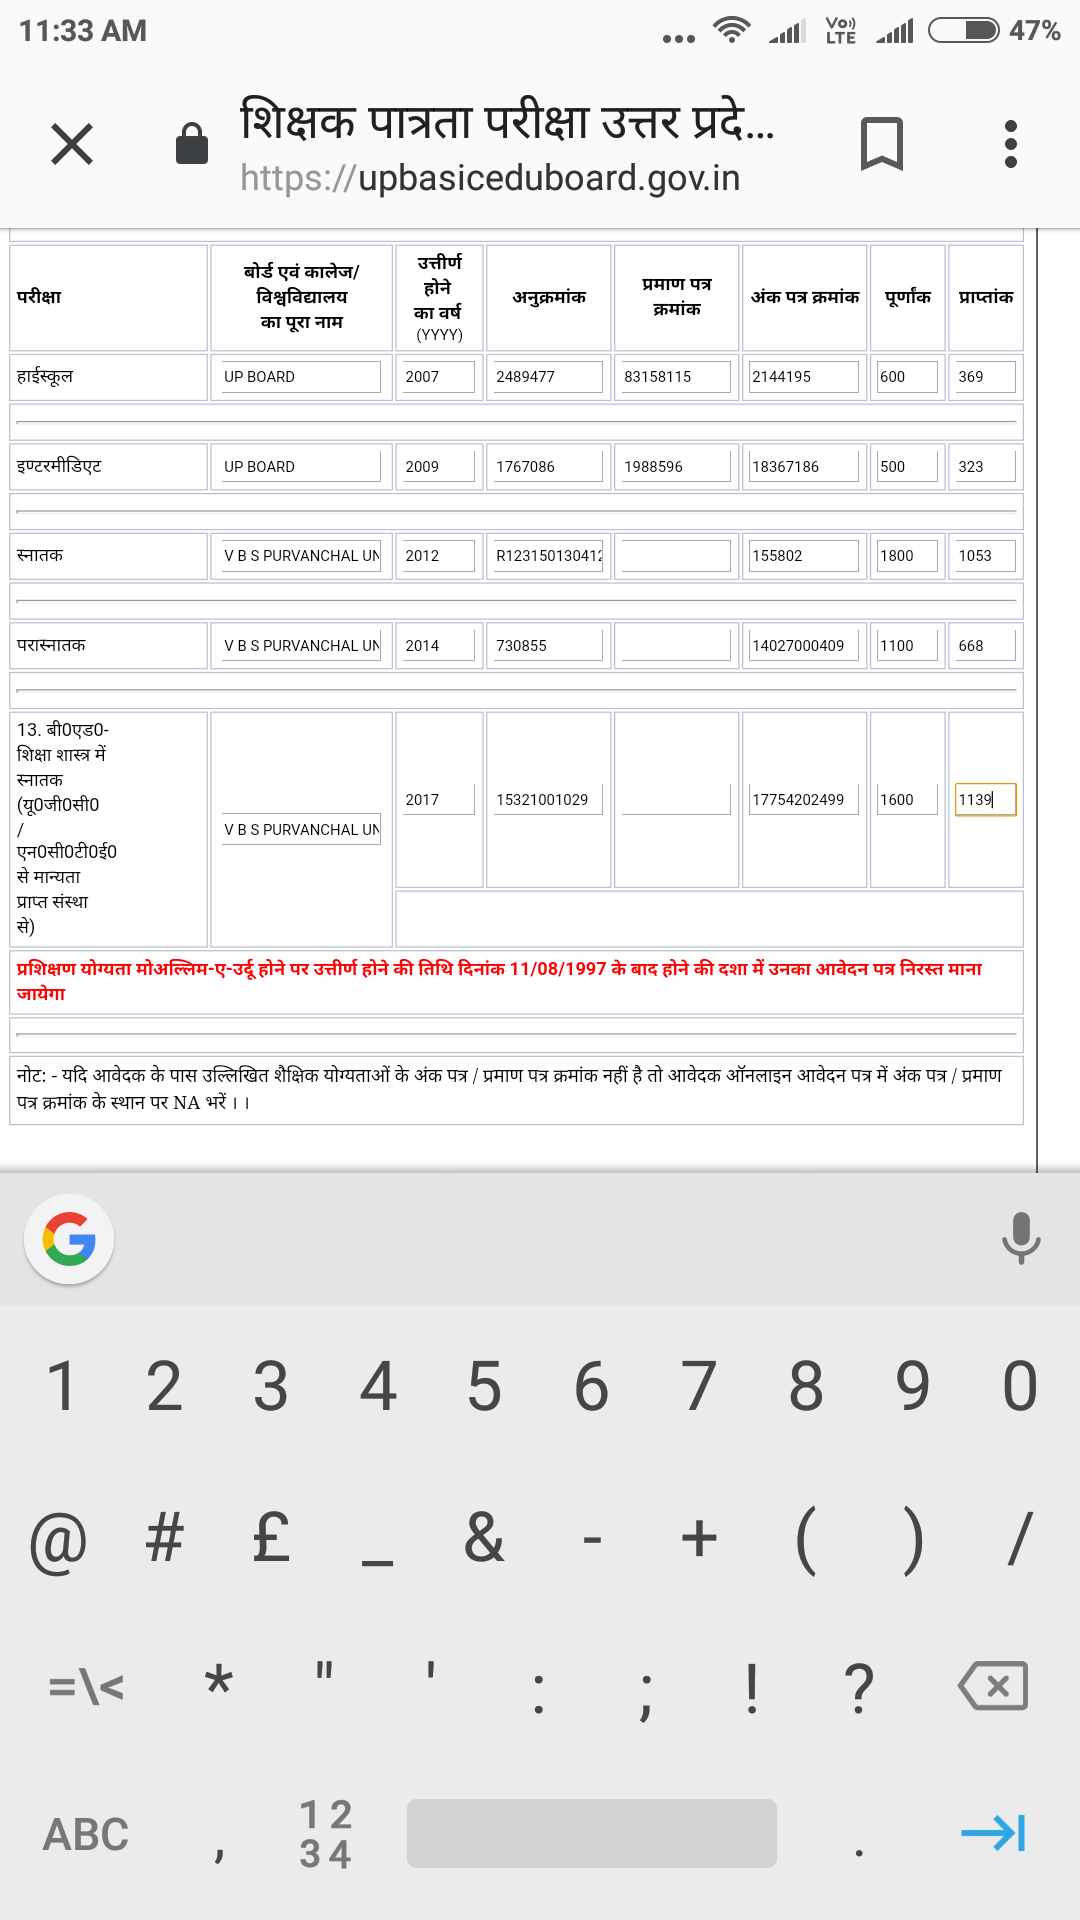 11:33 AM
VoLTE
47%
शिक्षक पात्रता परीक्षा उत्तर प्रदे...
https://upbasiceduboard.gov.in
परीक्षा
बोर्ड एवं कालेज/
विश्वविद्यालय
का पूरा नाम
उत्तीर्ण
होने
का वर्ष
(YYYY)
अनुक्रमांक
प्रमाण पत्र
क्रमांक
अंक पत्र क्रमांक
पूर्णांक
प्राप्तांक
हाईस्कूल UP BOARD 2007 2489477 83158115 2144195 600 369
इण्टरमीडिएट UP BOARD 2009 1767086 1988596 18367186 500 323
स्नातक V B S PURVANCHAL UN 2012 R123150130412 155802 1800 1053
परास्नातक V B S PURVANCHAL UN 2014 730855 14027000409 1100 668
13. बी0एड0-
शिक्षा शास्त्र में
स्नातक
(यू0जी0सी0
/
एन0सी0टी0ई0
से मान्यता
प्राप्त संस्था
से)
V B S PURVANCHAL UN
2017 15321001029 17754202499 1600 1139
प्रशिक्षण योग्यता मोअल्लिम-ए-उर्दू होने पर उत्तीर्ण होने की तिथि दिनांक 11/08/1997 के बाद होने की दशा में उनका आवेदन पत्र निरस्त माना
जायेगा
नोट: - यदि आवेदक के पास उल्लिखित शैक्षिक योग्यताओं के अंक पत्र / प्रमाण पत्र क्रमांक नहीं है तो आवेदक ऑनलाइन आवेदन पत्र में अंक पत्र / प्रमाण
पत्र क्रमांक के स्थान पर NA भरें । ।
G
1 2 3 4 5 6 7 8 9 0
@ # £ _ & - + ( ) /
=\< * " ' : ; ! ?
ABC , 12 34 .